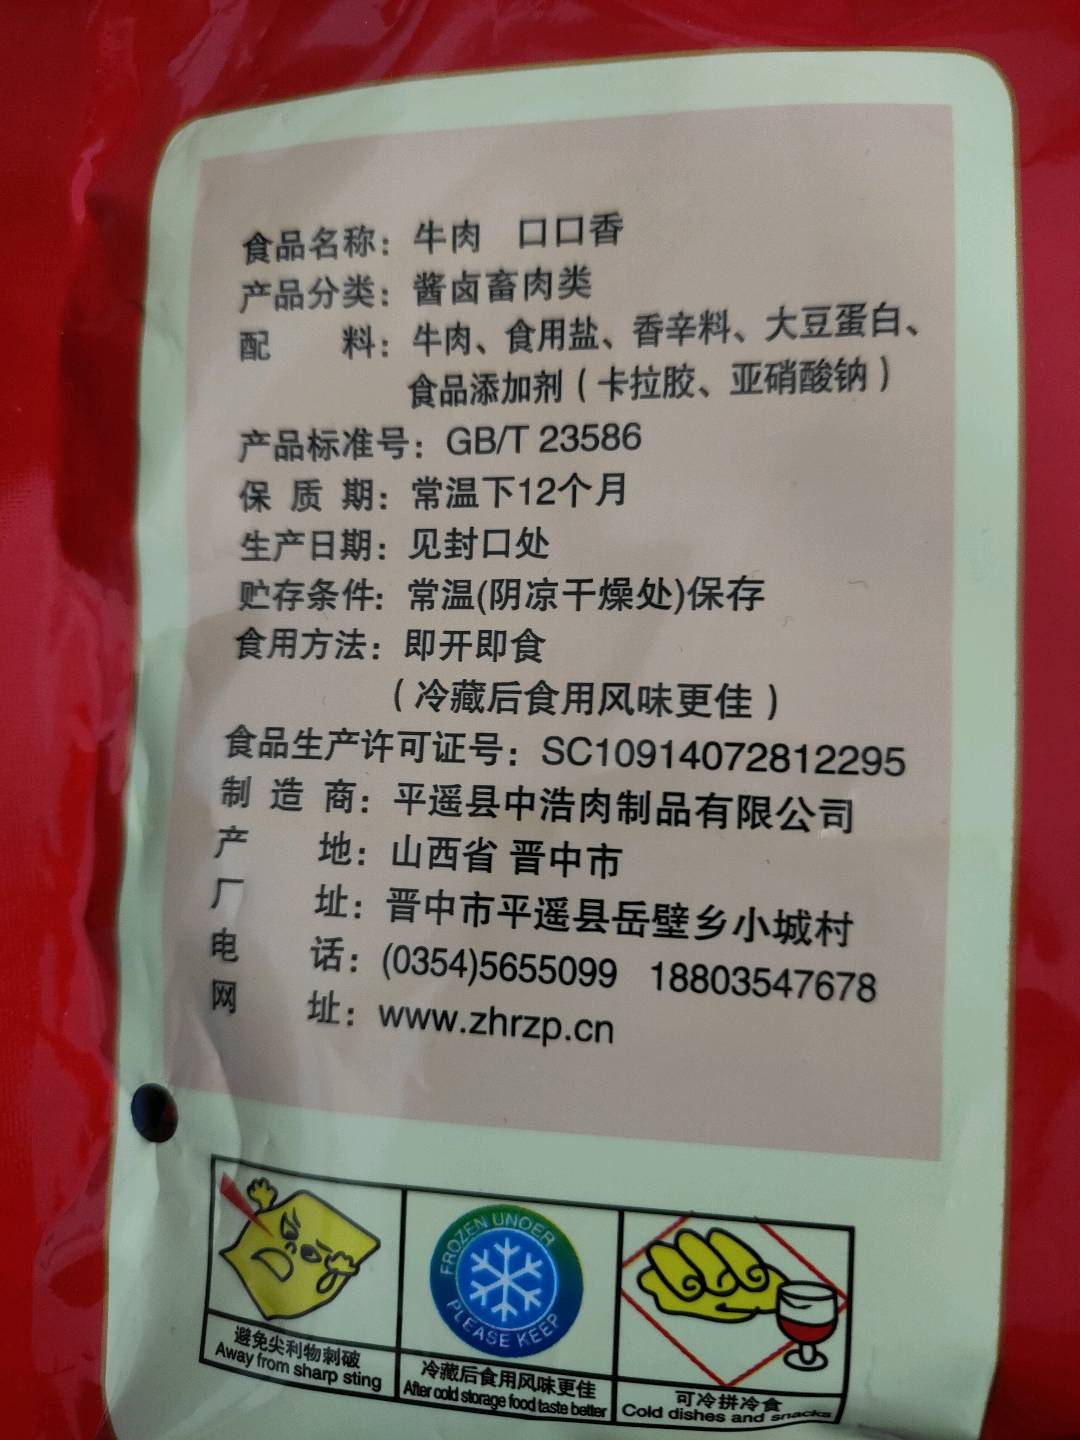 食品名称：牛肉 口口香
产品分类：酱卤畜肉类
配 料：牛肉、食用盐、香辛料、大豆蛋白、
食品添加剂（卡拉胶、亚硝酸钠）
产品标准号：GB/T 23586
保 质 期：常温下12个月
生产日期：见封口处
贮存条件：常温(阴凉干燥处)保存
食用方法：即开即食
（冷藏后食用风味更佳）
食品生产许可证号：SC10914072812295
制 造 商：平遥县中浩肉制品有限公司
产 地：山西省 晋中市
厂 址：晋中市平遥县岳壁乡小城村
电 话：(0354)5655099 18803547678
网 址：www.zhrzp.cn
FROZEN UNDER
PLEASE KEEP
避免尖利物刺破
Away from sharp sting
冷藏后食用风味更佳
After cold storage food taste better
可冷拼冷食
Cold dishes and snacks